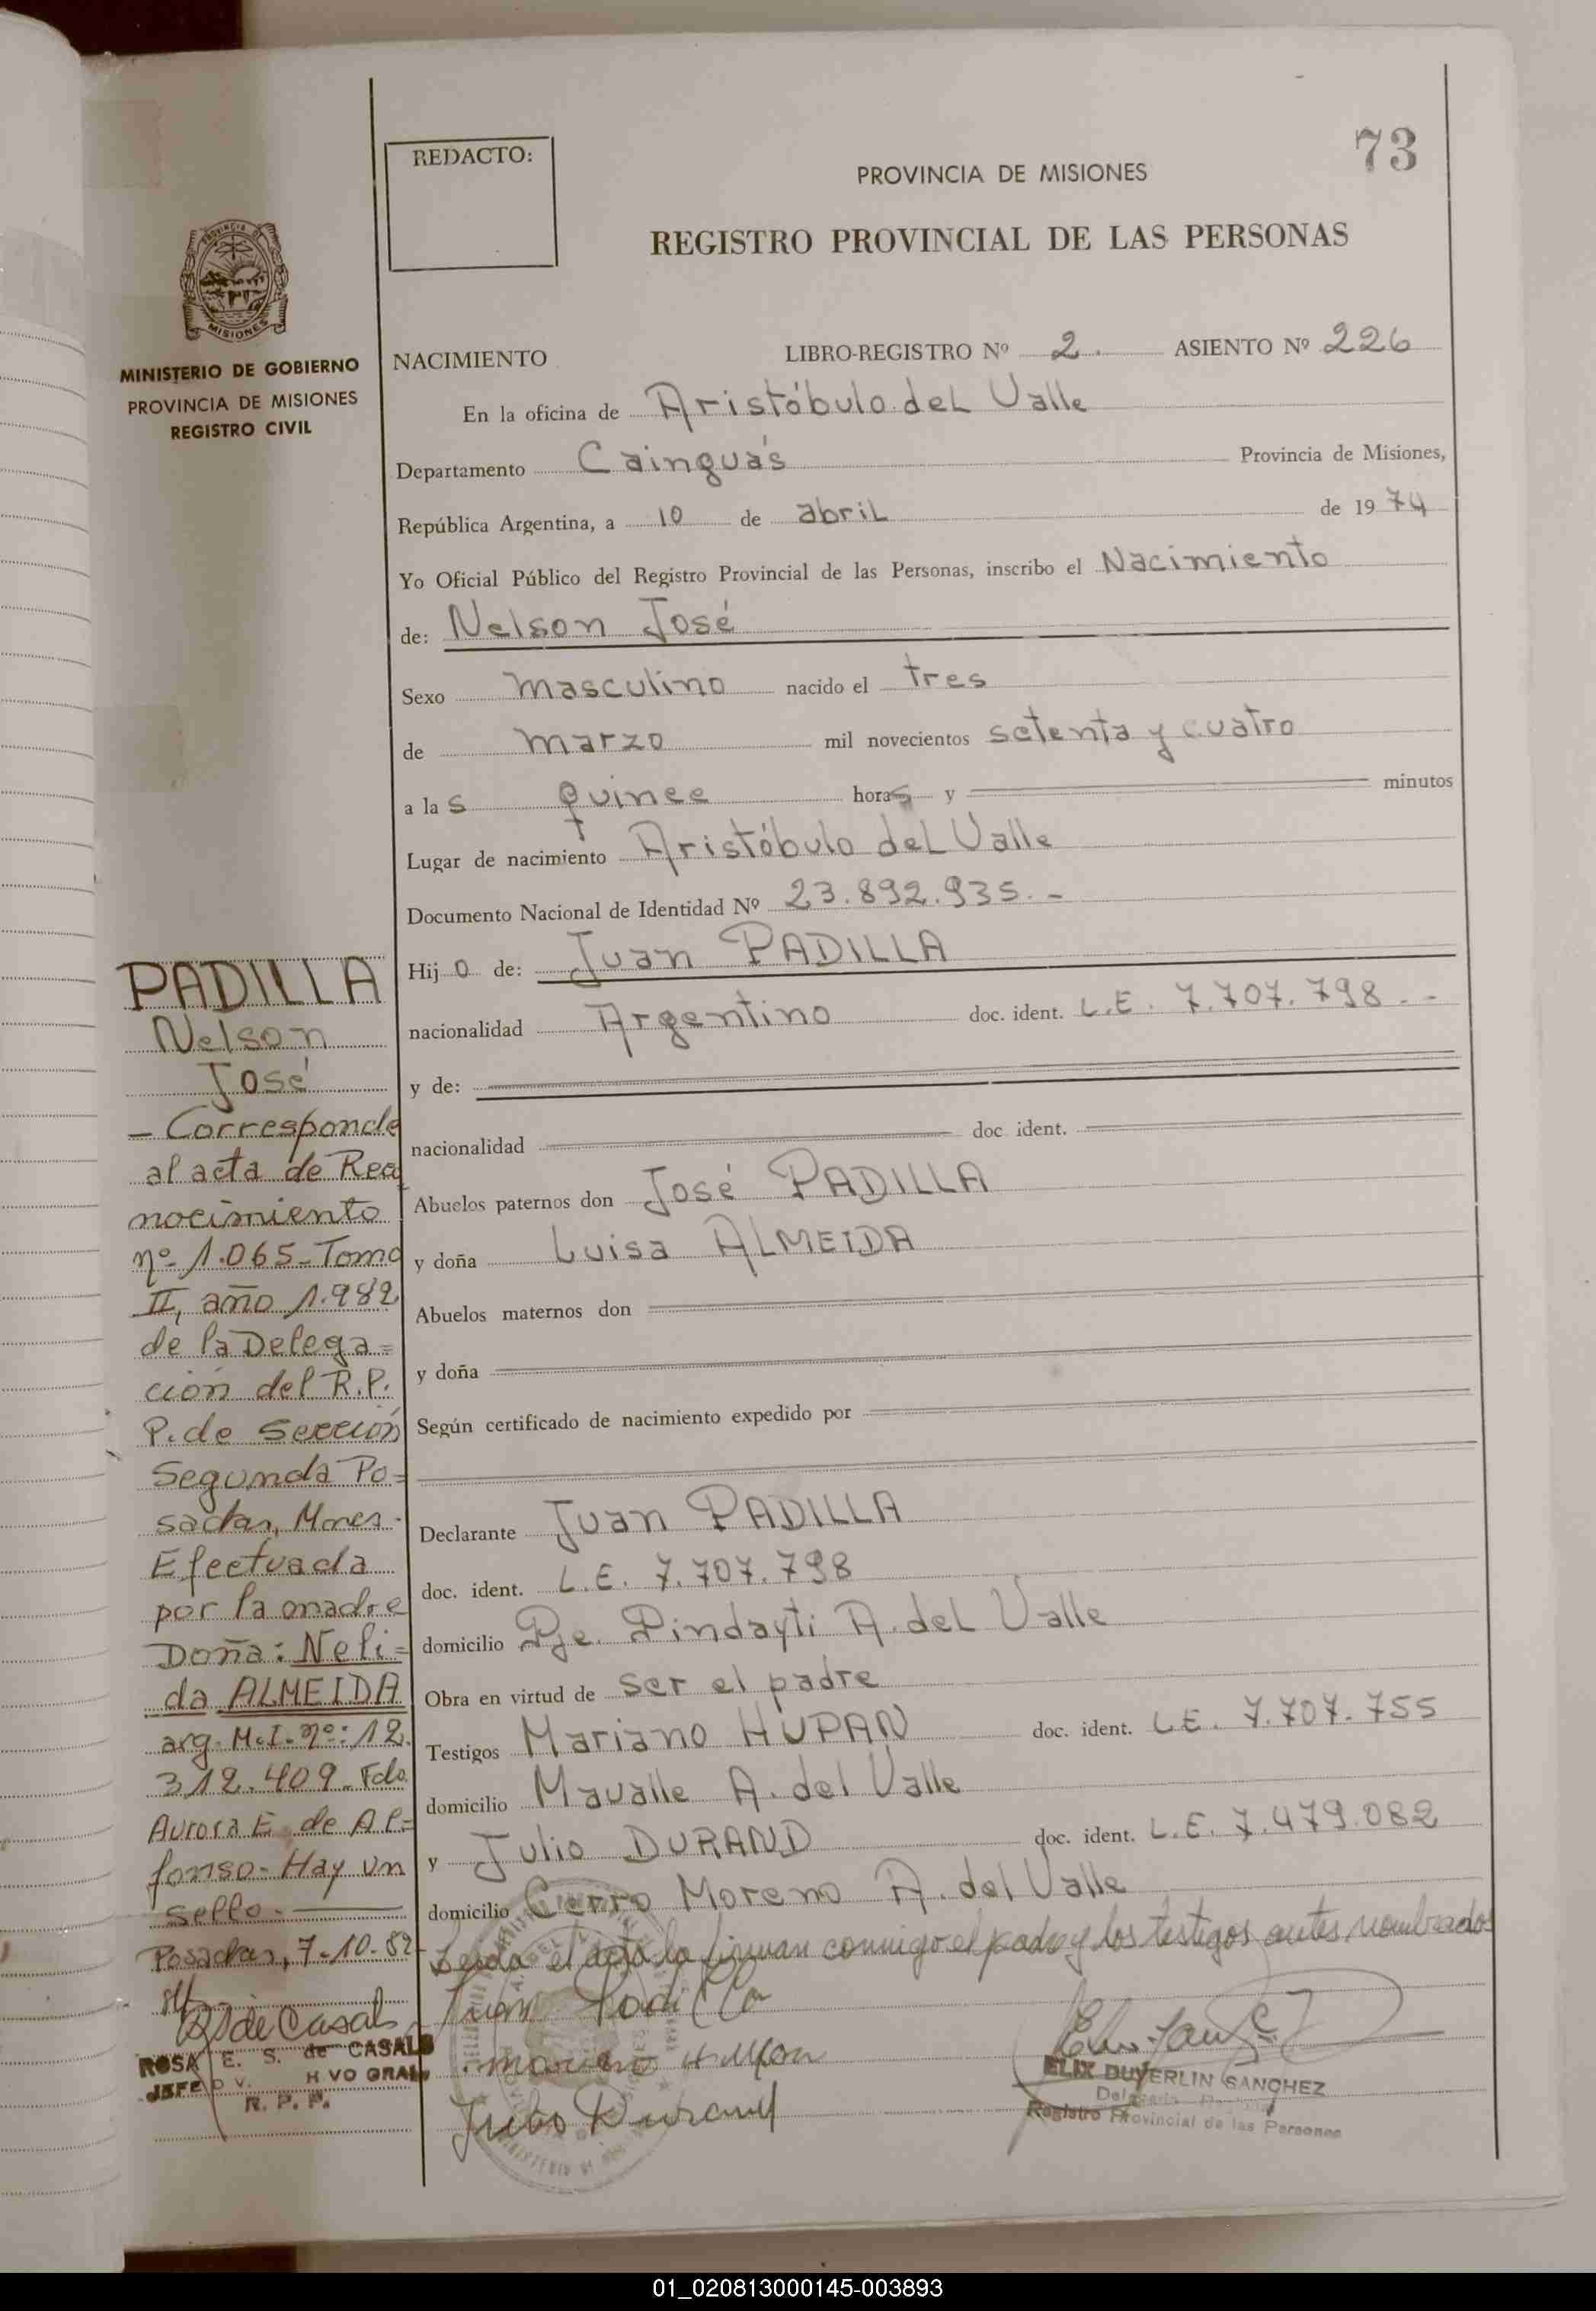 73
REDACTO:
PROVINCIA DE MISIONES
REGISTRO PROVINCIAL DE LAS PERSONAS
MISIONES
MINISTERIO DE GOBIERNO
PROVINCIA DE MISIONES
REGISTRO CIVIL
NACIMIENTO LIBRO-REGISTRO Nº 2. ASIENTO Nº 226
En la oficina de Aristóbulo del Valle
Departamento Cainguás Provincia de Misiones,
República Argentina, a 10 de abril de 1974
Yo Oficial Público del Registro Provincial de las Personas, inscribo el Nacimiento
de: Nelson José
Sexo masculino nacido el tres
de marzo mil novecientos setenta y cuatro
a las quince horas y minutos
Lugar de nacimiento Aristóbulo del Valle
Documento Nacional de Identidad Nº 23.892.935.-
Hijo de: Juan PADILLA
nacionalidad Argentino doc. ident. L.E. 7.707.798.-
y de:
nacionalidad doc. ident.
Abuelos paternos don José PADILLA
y doña Luisa ALMEIDA
Abuelos maternos don
y doña
Según certificado de nacimiento expedido por
Declarante Juan PADILLA
doc. ident. L.E. 7.707.798
domicilio Pje. Pindayti A. del Valle
Obra en virtud de ser el padre
Testigos Mariano HUPAN doc. ident. L.E. 7.707.755
domicilio Mavalle A. del Valle
y Julio DURAND doc. ident. L.E. 7.479.082
domicilio Cerro Moreno A. del Valle
Leida el acta la firman conmigo el padre y los testigos antes nombrados
Juan Padilla
mariano Hupan
Julio Durand
ELIX DUVERLIN SANCHEZ
Registro Provincial de las Personas
PADILLA
Nelson
José
- Corresponde
al acta de Reco
nocimiento
nº 1.065- Tomo
II, año 1.982
de la Delega=
ción del R.P.
P. de Sección
Segunda Po=
sadas, Mnes.
Efectuada
por la madre
Doña: Neli=
da ALMEIDA
arg. M.I. nº: 12.
312.409. Fdo.
Aurora E. de Al=
fonso- Hay un
sello.-
Posadas, 7-10-82
de Casals
ROSA E. S. de CASALS
JEFE H VO GRAL
R. P. P.
01_020813000145-003893